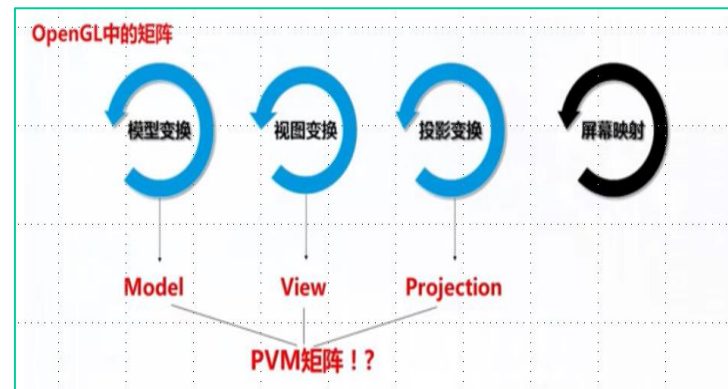 OpenGL中的矩阵
模型变换
视图变换
投影变换
屏幕映射
Model
View
Projection
PVM矩阵！?